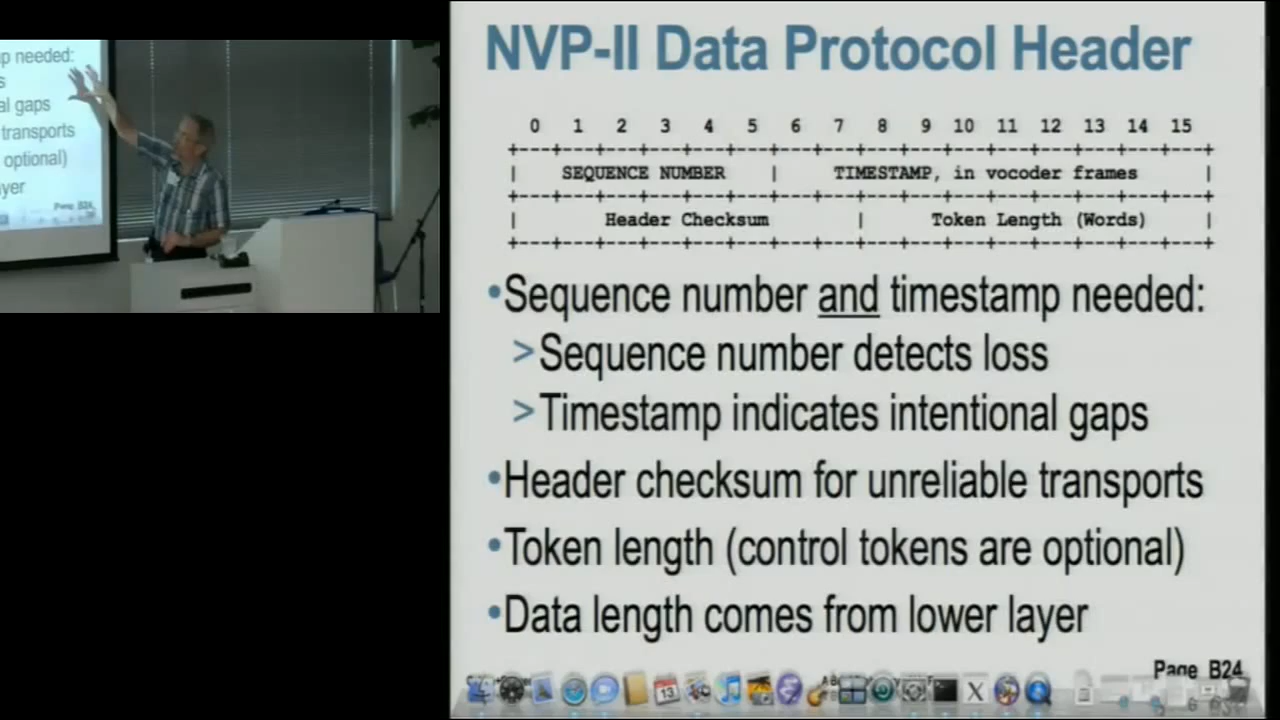 p needed:
s
al gaps
transports
optional)
ayer
Page B24
NVP-II Data Protocol Header
0 1 2 3 4 5 6 7 8 9 10 11 12 13 14 15
+---+---+---+---+---+---+---+---+---+---+---+---+---+---+---+---+
| SEQUENCE NUMBER | TIMESTAMP, in vocoder frames |
+---+---+---+---+---+---+---+---+---+---+---+---+---+---+---+---+
| Header Checksum | Token Length (Words) |
+---+---+---+---+---+---+---+---+---+---+---+---+---+---+---+---+
•Sequence number and timestamp needed:
>Sequence number detects loss
>Timestamp indicates intentional gaps
•Header checksum for unreliable transports
•Token length (control tokens are optional)
•Data length comes from lower layer
Page B24
13
X